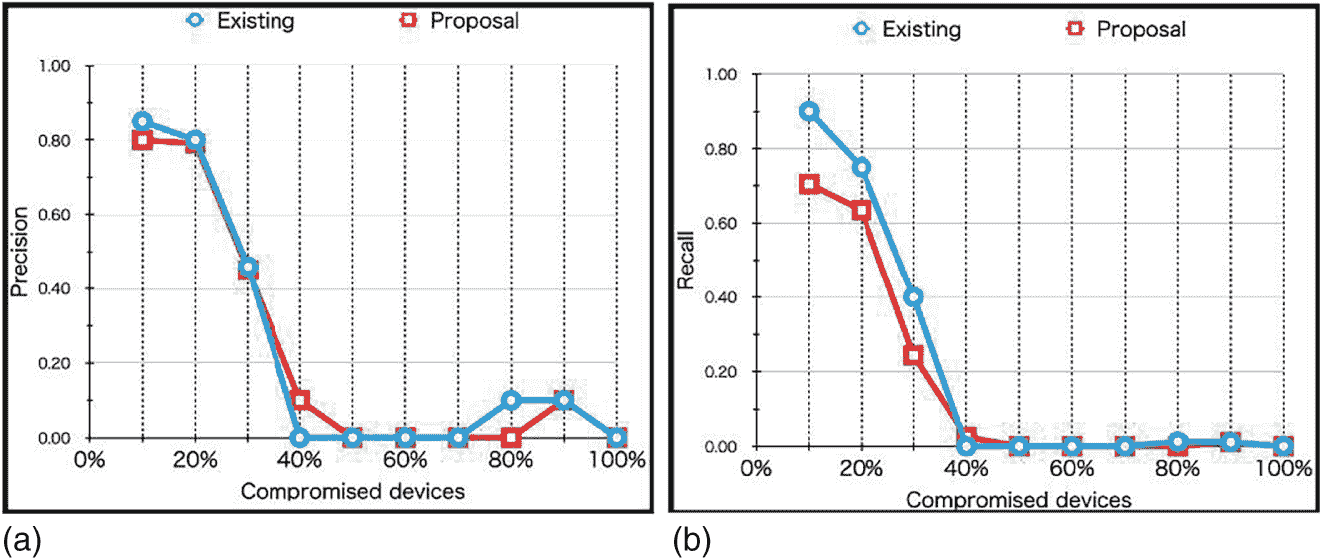 Existing Proposal
1.00
0.80
0.60
0.40
0.20
0.00
Precision
0% 20% 40% 60% 80% 100%
Compromised devices
(a)
Existing Proposal
1.00
0.80
0.60
0.40
0.20
0.00
Recall
0% 20% 40% 60% 80% 100%
Compromised devices
(b)